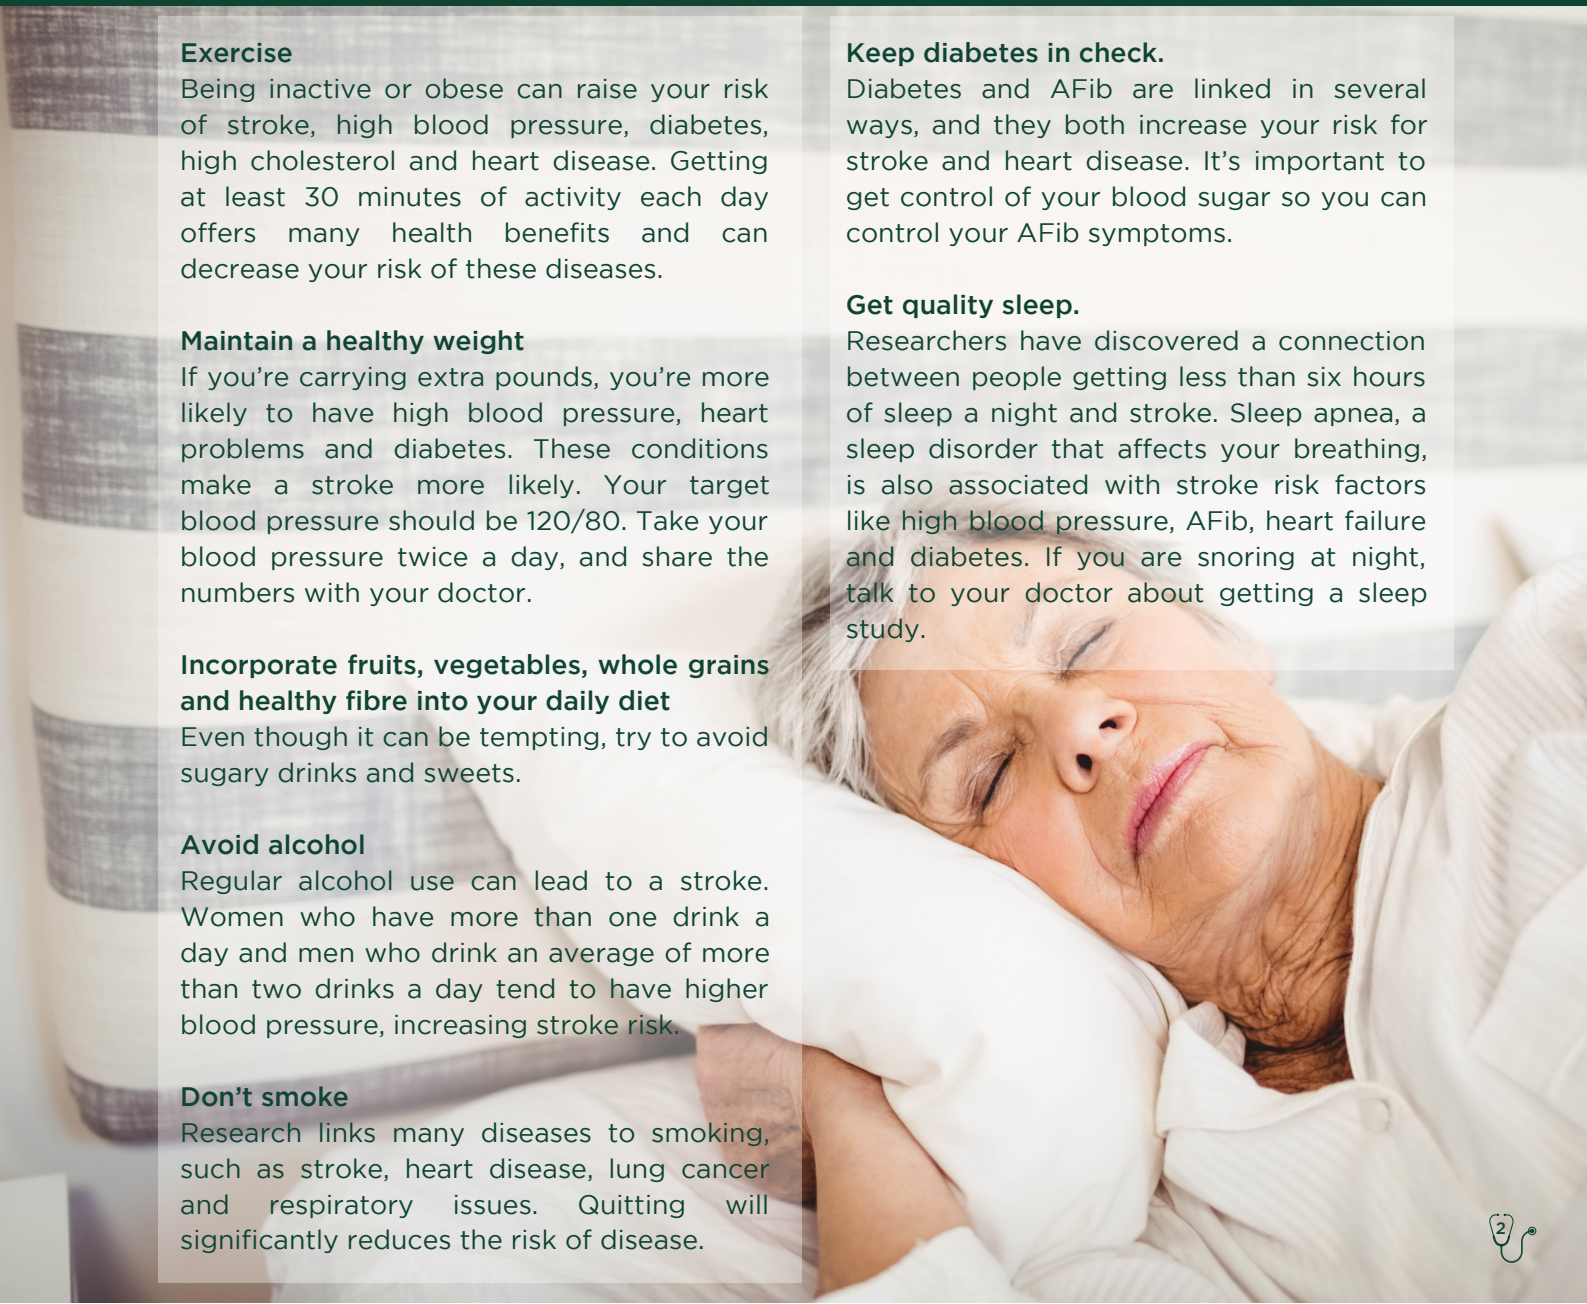 Exercise
Being inactive or obese can raise your risk
of stroke, high blood pressure, diabetes,
high cholesterol and heart disease. Getting
at least 30 minutes of activity each day
offers many health benefits and can
decrease your risk of these diseases.
Maintain a healthy weight
If you’re carrying extra pounds, you’re more
likely to have high blood pressure, heart
problems and diabetes. These conditions
make a stroke more likely. Your target
blood pressure should be 120/80. Take your
blood pressure twice a day, and share the
numbers with your doctor.
Incorporate fruits, vegetables, whole grains
and healthy fibre into your daily diet
Even though it can be tempting, try to avoid
sugary drinks and sweets.
Avoid alcohol
Regular alcohol use can lead to a stroke.
Women who have more than one drink a
day and men who drink an average of more
than two drinks a day tend to have higher
blood pressure, increasing stroke risk.
Don’t smoke
Research links many diseases to smoking,
such as stroke, heart disease, lung cancer
and respiratory issues. Quitting will
significantly reduces the risk of disease.
Keep diabetes in check.
Diabetes and AFib are linked in several
ways, and they both increase your risk for
stroke and heart disease. It’s important to
get control of your blood sugar so you can
control your AFib symptoms.
Get quality sleep.
Researchers have discovered a connection
between people getting less than six hours
of sleep a night and stroke. Sleep apnea, a
sleep disorder that affects your breathing,
is also associated with stroke risk factors
like high blood pressure, AFib, heart failure
and diabetes. If you are snoring at night,
talk to your doctor about getting a sleep
study.
2